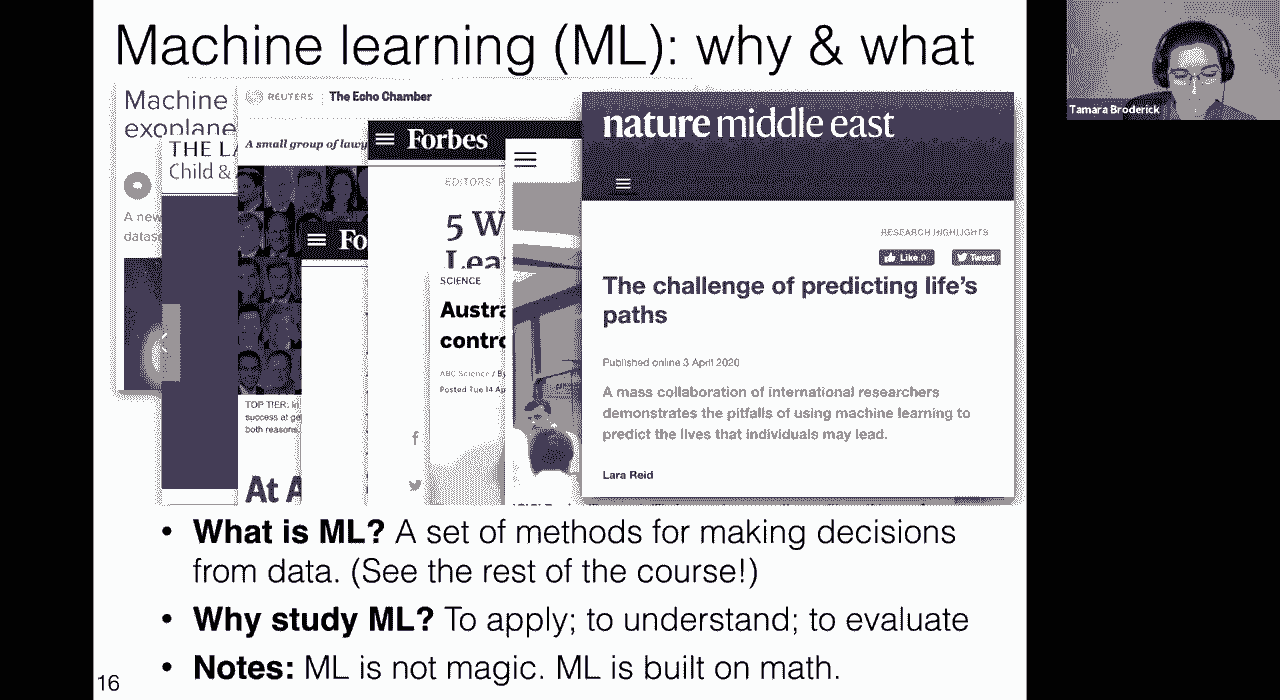 Machine learning (ML): why & what
Tamara Broderick
Machine
exoplane
A new
datase
THE LA
Child &
REUTERS
The Echo Chamber
A small group of lawy
TOP TIER: In
success at ge
both reasons
At A
Fo
Forbes
EDITORS' P
5 W
Lea
SCIENCE
Austra
contro
ABC Science / By
Posted Tue 14 Ap
nature middle east
RESEARCH HIGHLIGHTS
Like 0
Tweet
The challenge of predicting life's
paths
Published online 3 April 2020
A mass collaboration of international researchers
demonstrates the pitfalls of using machine learning to
predict the lives that individuals may lead.
Lara Reid
• What is ML? A set of methods for making decisions
from data. (See the rest of the course!)
• Why study ML? To apply; to understand; to evaluate
• Notes: ML is not magic. ML is built on math.
16